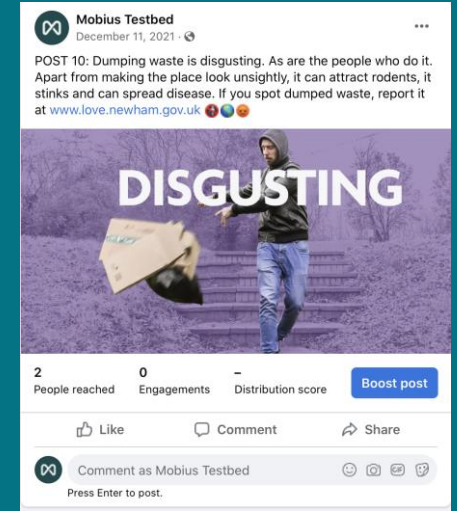 Mobius Testbed
December 11, 2021 ·
POST 10: Dumping waste is disgusting. As are the people who do it.
Apart from making the place look unsightly, it can attract rodents, it
stinks and can spread disease. If you spot dumped waste, report it
at www.love.newham.gov.uk
DISGUSTING
2
People reached
0
Engagements
–
Distribution score
Boost post
Like
Comment
Share
Comment as Mobius Testbed
GIF
Press Enter to post.